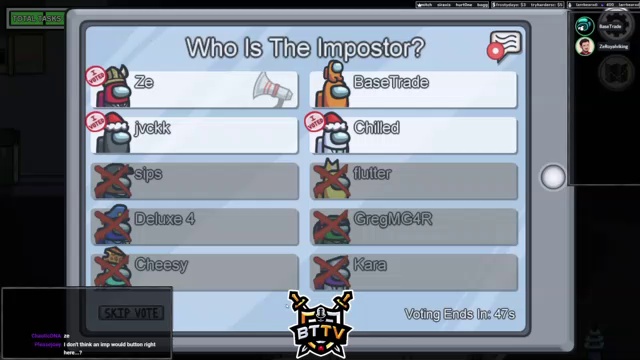 TOTAL TASKS
Who Is The Impostor?
I VOTED
Ze
BaseTrade
I VOTED
jvckk
I VOTED
Chilled
sips
flutter
Deluxe 4
GregMG4R
Cheesy
Kara
SKIP VOTE
Voting Ends In: 47s
ze
I don't think an imp would button right
here...?
BTTV
BaseTrade
ZeRoyalViking